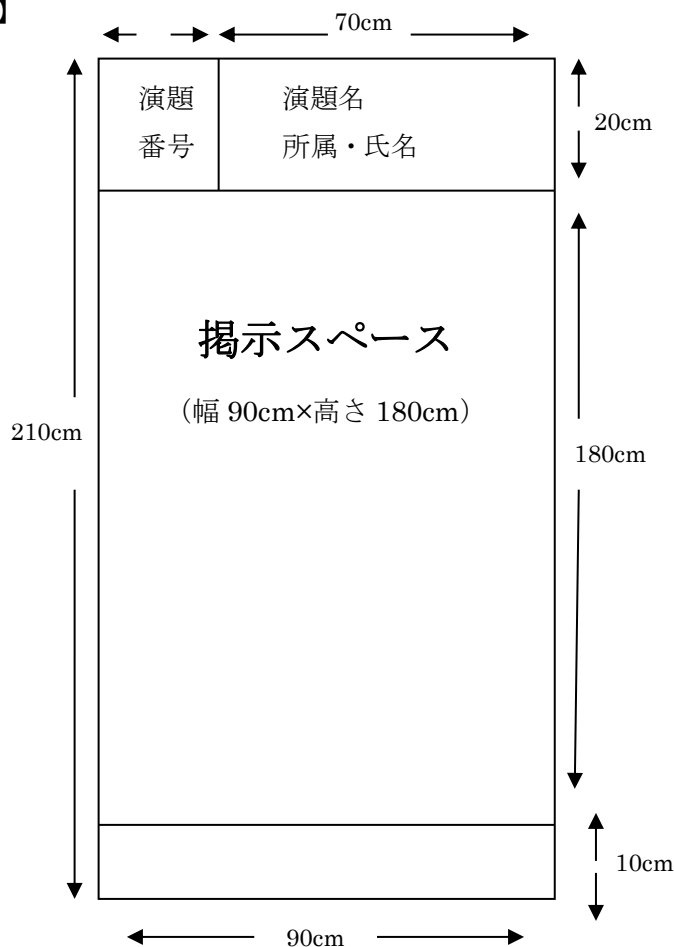 】
70cm
演題
番号
演題名
所属・氏名
20cm
掲示スペース
（幅 90cm×高さ 180cm）
210cm
180cm
10cm
90cm